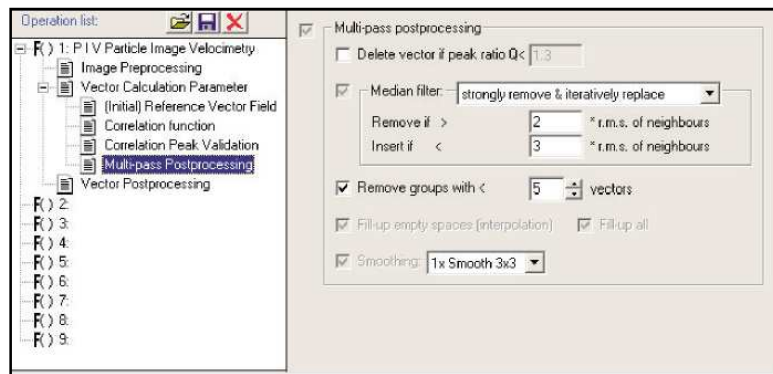 Operation list:
F( ) 1: P I V Particle Image Velocimetry
Image Preprocessing
Vector Calculation Parameter
(Initial) Reference Vector Field
Correlation function
Correlation Peak Validation
Multi-pass Postprocessing
Vector Postprocessing
F( ) 2:
F( ) 3:
F( ) 4:
F( ) 5:
F( ) 6:
F( ) 7:
F( ) 8:
F( ) 9:
Multi-pass postprocessing
Delete vector if peak ratio Q< 1.3
Median filter: strongly remove & iteratively replace
Remove if > 2 * r.m.s. of neighbours
Insert if < 3 * r.m.s. of neighbours
Remove groups with < 5 vectors
Fill-up empty spaces (interpolation) Fill-up all
Smoothing: 1x Smooth 3x3